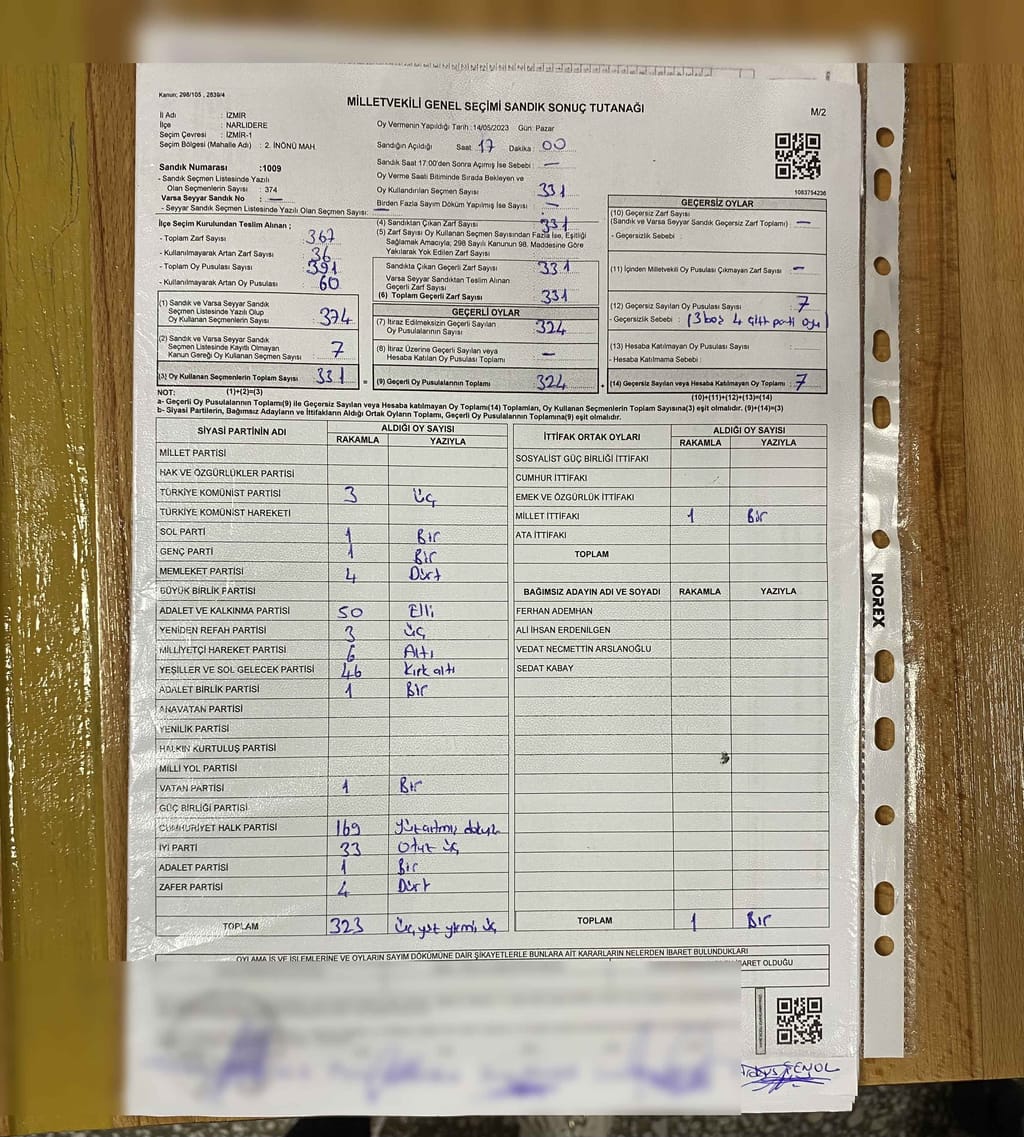 Kanun; 298/105 , 2839/4
MİLLETVEKİLİ GENEL SEÇİMİ SANDIK SONUÇ TUTANAĞI
M/2
İl Adı : İZMİR
İlçe : NARLIDERE
Seçim Çevresi : İZMİR-1
Seçim Bölgesi (Mahalle Adı) : 2. İNÖNÜ MAH.
Sandık Numarası :1009
- Sandık Seçmen Listesinde Yazılı
Olan Seçmenlerin Sayısı : 374
Varsa Seyyar Sandık No : —
- Seyyar Sandık Seçmen Listesinde Yazılı Olan Seçmen Sayısı: —
Oy Vermenin Yapıldığı Tarih : 14/05/2023 Gün: Pazar
Sandığın Açıldığı Saat : 17 Dakika : 00
Sandık Saat 17.00'den Sonra Açılmış İse Sebebi : —
Oy Verme Saati Bitiminde Sırada Bekleyen ve
Oy Kullandırılan Seçmen Sayısı : 331
Birden Fazla Sayım Döküm Yapılmış İse Sayısı : —
1083754236
İlçe Seçim Kurulundan Teslim Alınan ;
- Toplam Zarf Sayısı : 367
- Kullanılmayarak Artan Zarf Sayısı : 36
- Toplam Oy Pusulası Sayısı : 391
- Kullanılmayarak Artan Oy Pusulası : 60
(1) Sandık ve Varsa Seyyar Sandık
Seçmen Listesinde Yazılı Olup
Oy Kullanan Seçmenlerin Sayısı : 374
(2) Sandık ve Varsa Seyyar Sandık
Seçmen Listesinde Kayıtlı Olmayan
Kanun Gereği Oy Kullanan Seçmen Sayısı : 7
(3) Oy Kullanan Seçmenlerin Toplam Sayısı : 331
(4) Sandıktan Çıkan Zarf Sayısı : 331
(5) Zarf Sayısı Oy Kullanan Seçmen Sayısından Fazla İse, Eşitliği
Sağlamak Amacıyla; 298 Sayılı Kanunun 98. Maddesine Göre
Yakılarak Yok Edilen Zarf Sayısı :
Sandıkta Çıkan Geçerli Zarf Sayısı : 331
Varsa Seyyar Sandıktan Teslim Alınan
Geçerli Zarf Sayısı :
(6) Toplam Geçerli Zarf Sayısı : 331
GEÇERLİ OYLAR
(7) İtiraz Edilmeksizin Geçerli Sayılan
Oy Pusulalarının Sayısı : 324
(8) İtiraz Üzerine Geçerli Sayılan veya
Hesaba Katılan Oy Pusulası Toplamı : —
= (9) Geçerli Oy Pusulalarının Toplamı : 324
GEÇERSİZ OYLAR
(10) Geçersiz Zarf Sayısı
(Sandık ve Varsa Seyyar Sandık Geçersiz Zarf Toplamı) : —
- Geçersizlik Sebebi :
(11) İçinden Milletvekili Oy Pusulası Çıkmayan Zarf Sayısı : —
(12) Geçersiz Sayılan Oy Pusulası Sayısı : 7
- Geçersizlik Sebebi : (3 boş 4 çift parti oyu)
(13) Hesaba Katılmayan Oy Pusulası Sayısı :
- Hesaba Katılmama Sebebi :
+ (14) Geçersiz Sayılan veya Hesaba Katılmayan Oy Toplamı : 7
NOT: (1)+(2)=(3)
(10)+(11)+(12)+(13)=(14)
a- Geçerli Oy Pusulalarının Toplamı(9) ile Geçersiz Sayılan veya Hesaba katılmayan Oy Toplamı(14) Toplamları, Oy Kullanan Seçmenlerin Toplam Sayısına(3) eşit olmalıdır. (9)+(14)=(3)
b- Siyasi Partilerin, Bağımsız Adayların ve İttifakların Aldığı Ortak Oyların Toplamı, Geçerli Oy Pusulalarının Toplamına(9) eşit olmalıdır.
SİYASİ PARTİNİN ADI ALDIĞI OY SAYISI
RAKAMLA YAZIYLA
MİLLET PARTİSİ
HAK VE ÖZGÜRLÜKLER PARTİSİ
TÜRKİYE KOMÜNİST PARTİSİ 3 Üç
TÜRKİYE KOMÜNİST HAREKETİ
SOL PARTİ 1 Bir
GENÇ PARTİ 1 Bir
MEMLEKET PARTİSİ 4 Dört
BÜYÜK BİRLİK PARTİSİ
ADALET VE KALKINMA PARTİSİ 50 Elli
YENİDEN REFAH PARTİSİ 3 Üç
MİLLİYETÇİ HAREKET PARTİSİ 6 Altı
YEŞİLLER VE SOL GELECEK PARTİSİ 46 Kırk altı
ADALET BİRLİK PARTİSİ 1 Bir
ANAVATAN PARTİSİ
YENİLİK PARTİSİ
HALKIN KURTULUŞ PARTİSİ
MİLLİ YOL PARTİSİ
VATAN PARTİSİ 1 Bir
GÜÇ BİRLİĞİ PARTİSİ
CUMHURİYET HALK PARTİSİ 169
İYİ PARTİ 33 Otuz üç
ADALET PARTİSİ 1 Bir
ZAFER PARTİSİ 4 Dört
TOPLAM 323 Üç yüz yirmi üç
İTTİFAK ORTAK OYLARI ALDIĞI OY SAYISI
RAKAMLA YAZIYLA
SOSYALİST GÜÇ BİRLİĞİ İTTİFAKI
CUMHUR İTTİFAKI
EMEK VE ÖZGÜRLÜK İTTİFAKI
MİLLET İTTİFAKI 1 Bir
ATA İTTİFAKI
TOPLAM
BAĞIMSIZ ADAYIN ADI VE SOYADI RAKAMLA YAZIYLA
FERHAN ADEMHAN
ALİ İHSAN ERDENİLGEN
VEDAT NECMETTİN ARSLANOĞLU
SEDAT KABAY
TOPLAM 1 Bir
OYLAMA İŞ VE İŞLEMLERİNE VE OYLARIN SAYIM DÖKÜMÜNE DAİR ŞİKAYETLERLE BUNLARA AİT KARARLARIN NELERDEN İBARET BULUNDUKLARI
BARET OLDUĞU
ŞENOL
NOREX